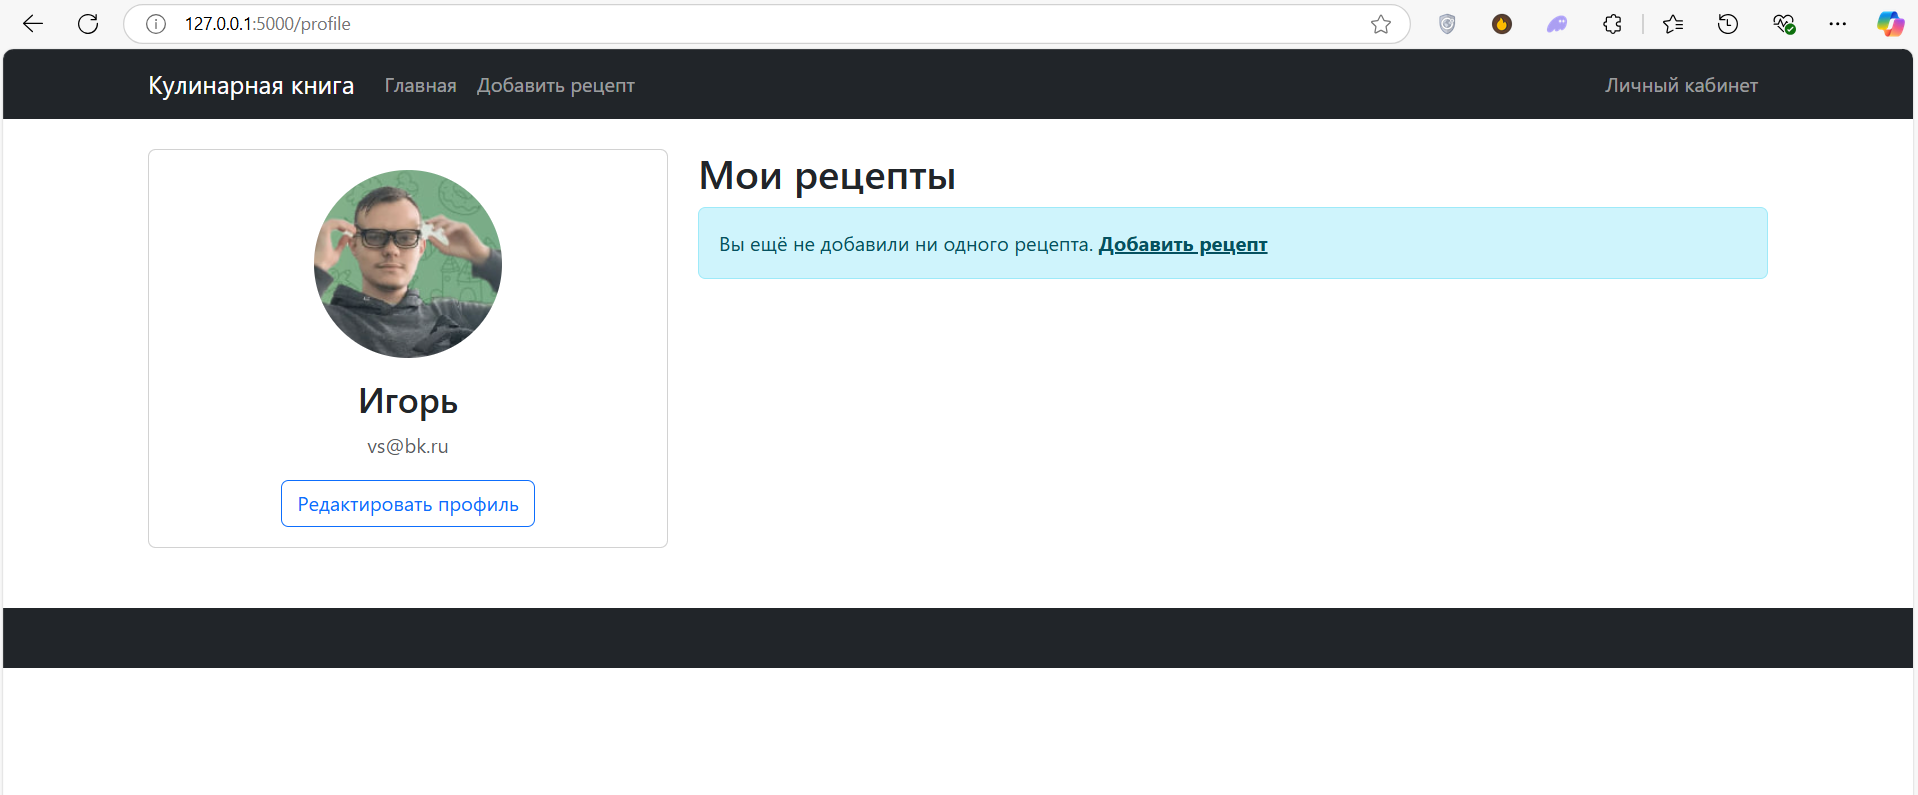 127.0.0.1:5000/profile
Кулинарная книга Главная Добавить рецепт Личный кабинет
Игорь
vs@bk.ru
Редактировать профиль
Мои рецепты
Вы ещё не добавили ни одного рецепта. Добавить рецепт